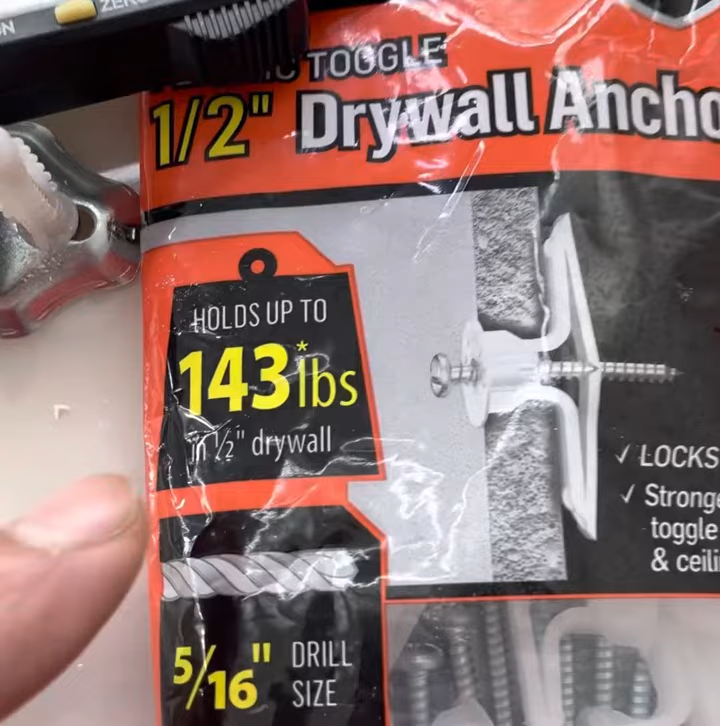 ZERO
TOGGLE
1/2" Drywall Ancho
HOLDS UP TO
143*lbs
in ½" drywall
✓ LOCKS
✓ Stronge
toggle
& ceili
5/16" DRILL
SIZE